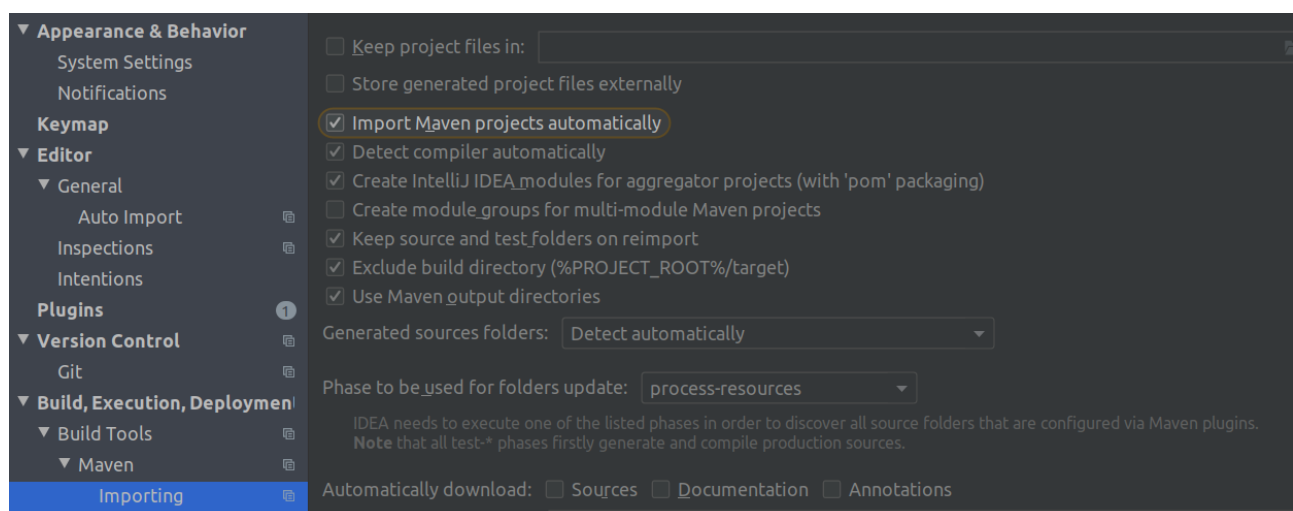 Appearance & Behavior
System Settings
Notifications
Keymap
Editor
General
Auto Import
Inspections
Intentions
Plugins 1
Version Control
Git
Build, Execution, Deploymen
Build Tools
Maven
Importing
Keep project files in:
Store generated project files externally
Import Maven projects automatically
Detect compiler automatically
Create IntelliJ IDEA modules for aggregator projects (with 'pom' packaging)
Create module groups for multi-module Maven projects
Keep source and test folders on reimport
Exclude build directory (%PROJECT_ROOT%/target)
Use Maven output directories
Generated sources folders: Detect automatically
Phase to be used for folders update: process-resources
IDEA needs to execute one of the listed phases in order to discover all source folders that are configured via Maven plugins.
Note that all test-* phases firstly generate and compile production sources.
Automatically download: Sources Documentation Annotations